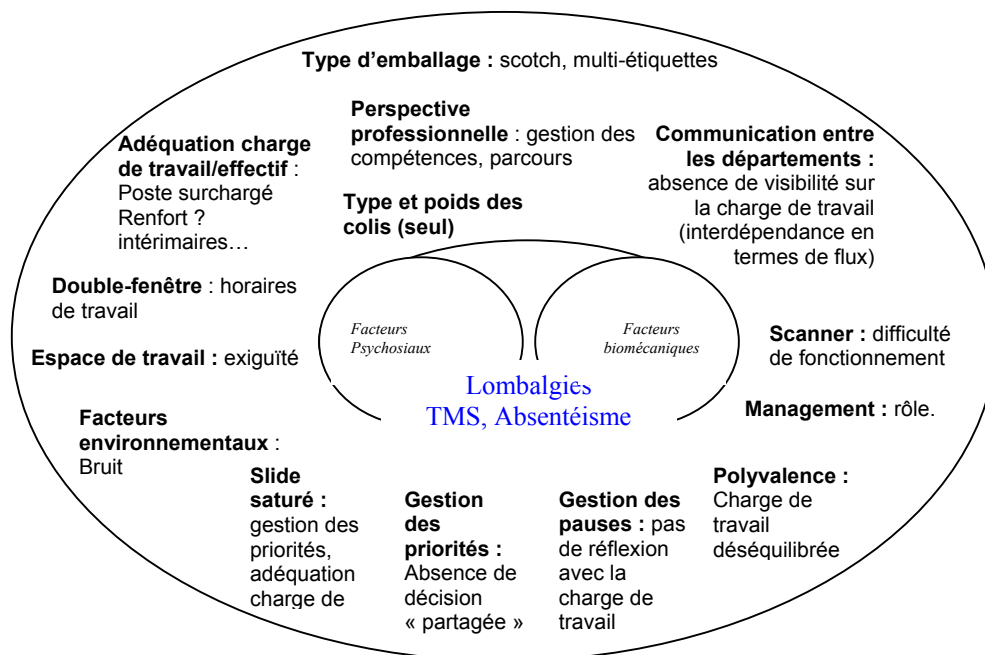 Type d'emballage : scotch, multi-étiquettes
Perspective
professionnelle : gestion des
compétences, parcours
Adéquation charge
de travail/effectif :
Poste surchargé
Renfort ?
intérimaires…
Communication entre
les départements :
absence de visibilité sur
la charge de travail
(interdépendance en
termes de flux)
Type et poids des
colis (seul)
Double-fenêtre : horaires
de travail
Facteurs
Psychosiaux
Facteurs
biomécaniques
Scanner : difficulté
de fonctionnement
Espace de travail : exiguïté
Lombalgies
TMS, Absentéisme
Management : rôle.
Facteurs
environnementaux :
Bruit
Slide
saturé :
gestion des
priorités,
adéquation
charge de
Gestion
des
priorités :
Absence de
décision
« partagée »
Gestion des
pauses : pas
de réflexion
avec la
charge de
travail
Polyvalence :
Charge de
travail
déséquilibrée